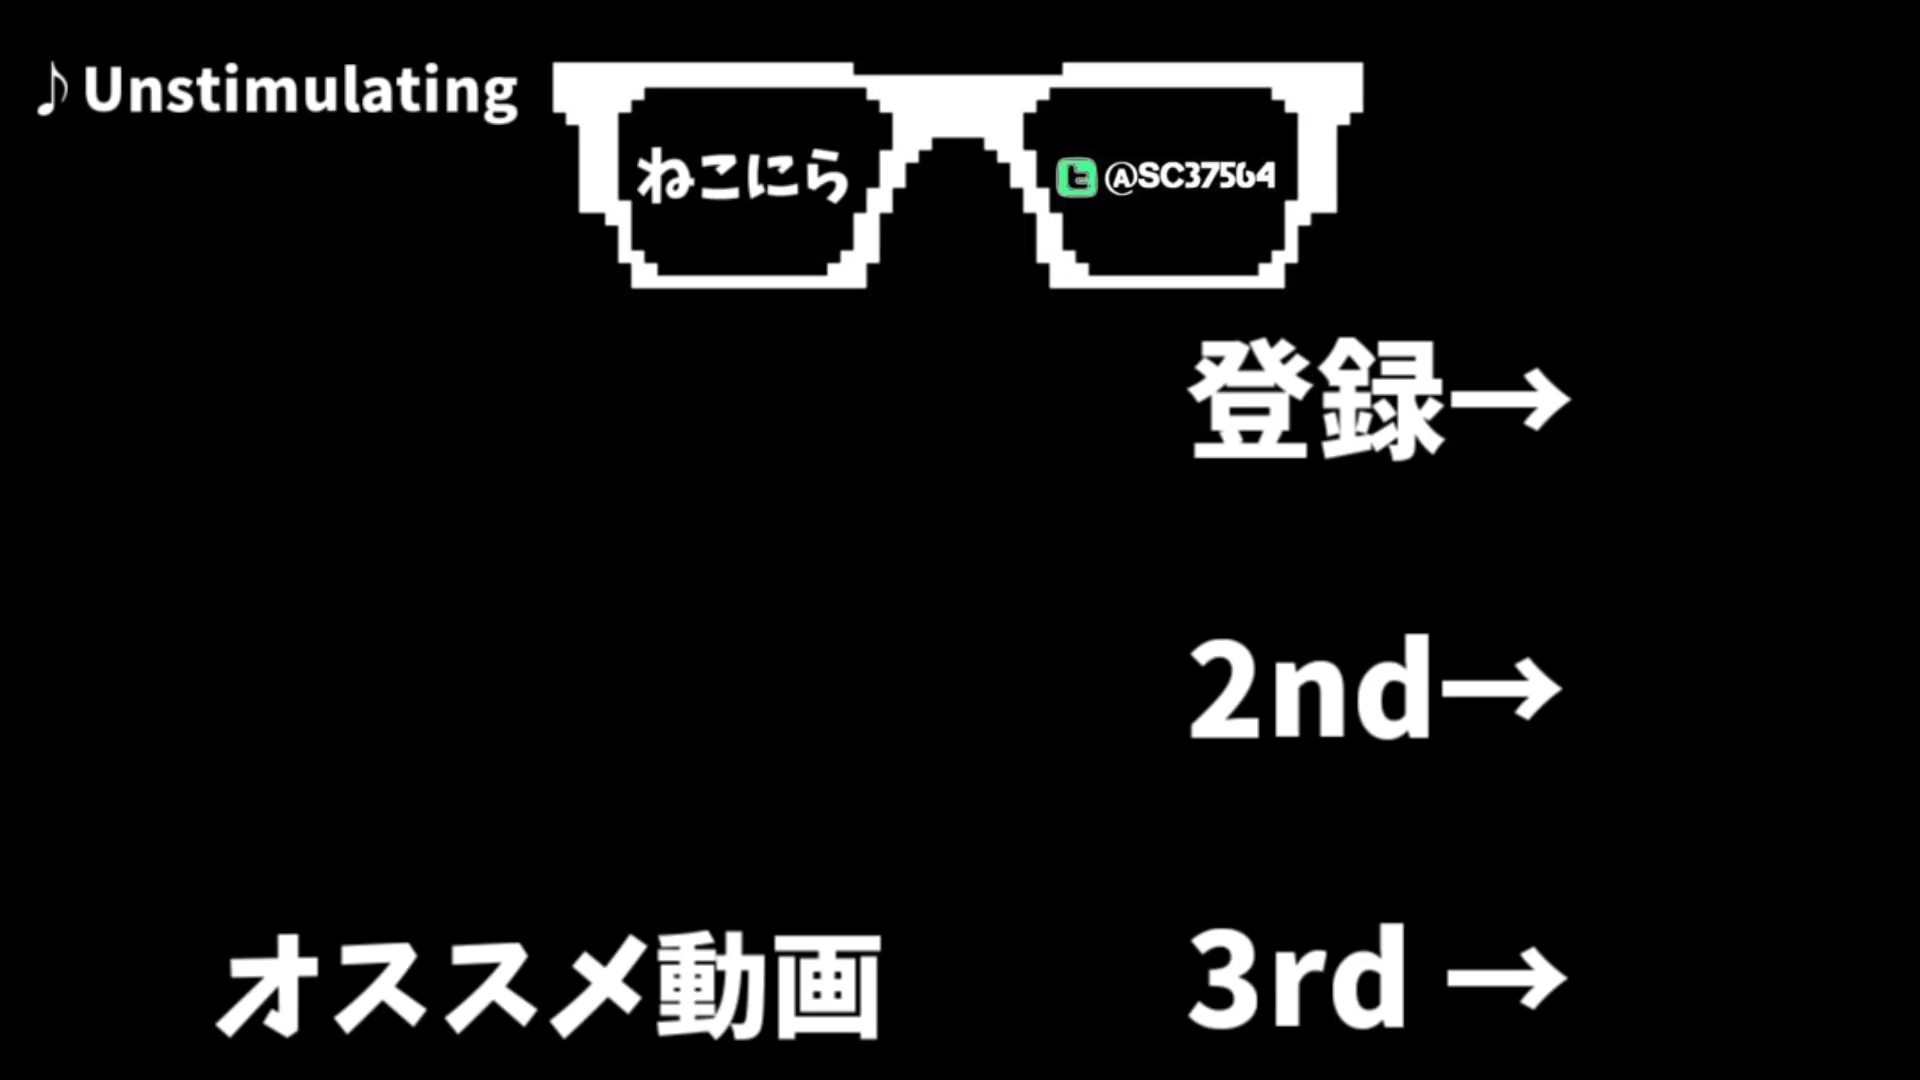 ♪Unstimulating
ねこにら
@SC37564
登録→
2nd→
3rd→
オススメ動画